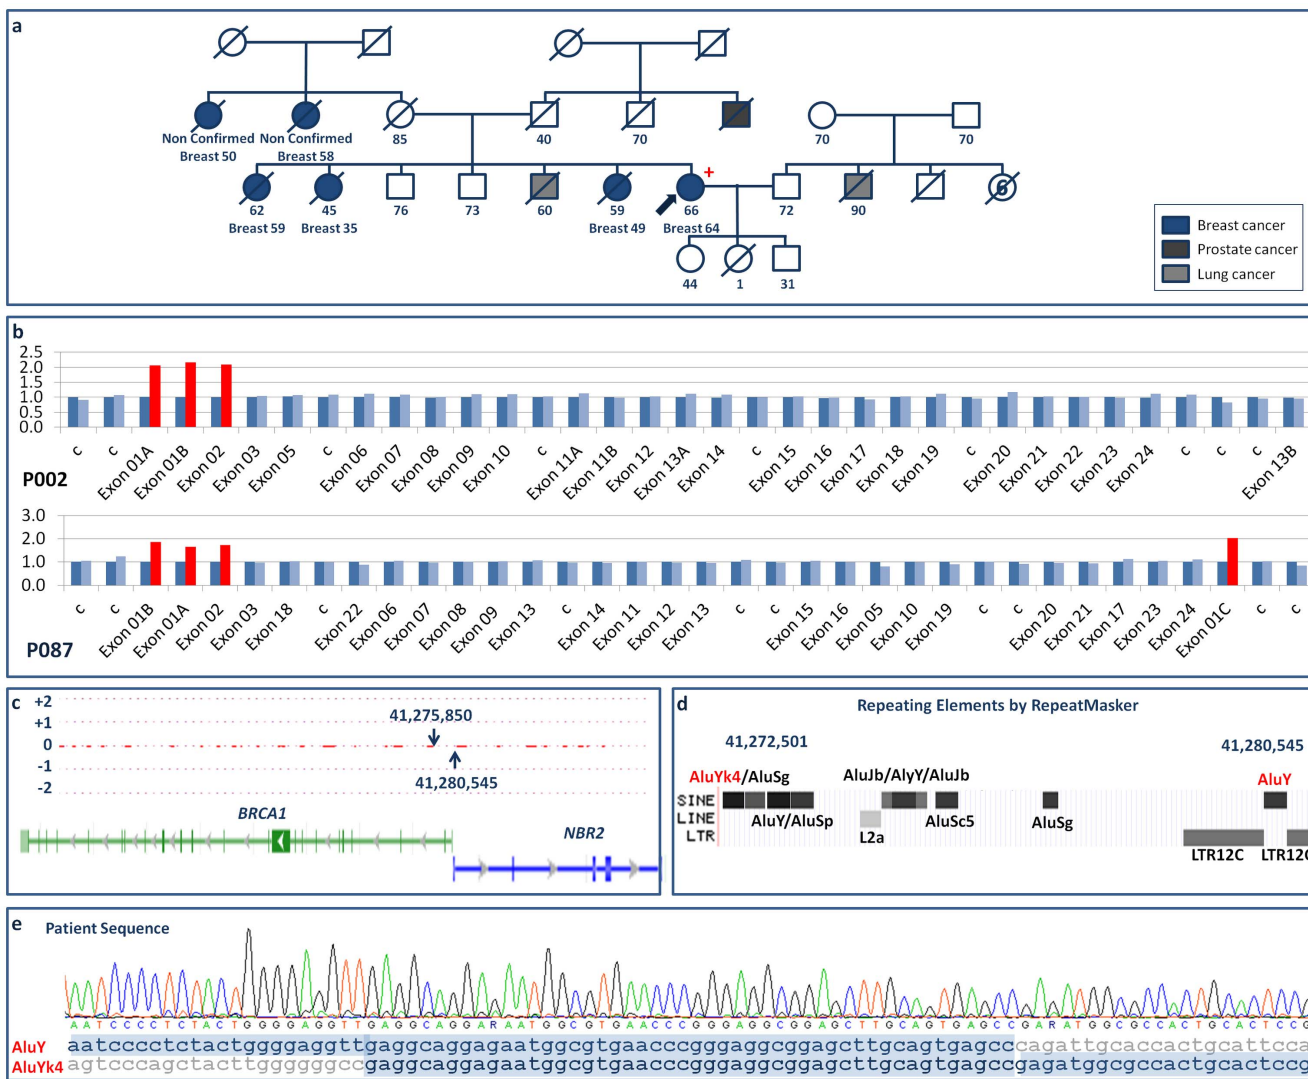 a
Non Confirmed
Breast 50
Non Confirmed
Breast 58
85
40
70
70
70
+
62
Breast 59
45
Breast 35
76
73
60
59
Breast 49
66
Breast 64
72
90
6
44
1
31
Breast cancer
Prostate cancer
Lung cancer
b
2.5
2.0
1.5
1.0
0.5
0.0
c
c
Exon 01A
Exon 01B
Exon 02
Exon 03
Exon 05
c
Exon 06
Exon 07
Exon 08
Exon 09
Exon 10
c
Exon 11A
Exon 11B
Exon 12
Exon 13A
Exon 14
c
Exon 15
Exon 16
Exon 17
Exon 18
Exon 19
c
Exon 20
Exon 21
Exon 22
Exon 23
Exon 24
c
c
c
Exon 13B
P002
3.0
2.0
1.0
0.0
c
c
Exon 01B
Exon 01A
Exon 02
Exon 03
Exon 18
c
Exon 22
Exon 06
Exon 07
Exon 08
Exon 09
Exon 13
c
Exon 14
Exon 11
Exon 12
Exon 13
c
c
Exon 15
Exon 16
Exon 05
Exon 10
Exon 19
c
c
Exon 20
Exon 21
Exon 17
Exon 23
Exon 24
Exon 01C
c
c
P087
c
+2
+1
0
-1
-2
41,275,850
41,280,545
BRCA1
NBR2
d
Repeating Elements by RepeatMasker
41,272,501
41,280,545
AluYk4/AluSg
AluJb/AlyY/AluJb
AluY
SINE
LINE
LTR
AluY/AluSp
L2a
AluSc5
AluSg
LTR12C
LTR12C
e
Patient Sequence
AATCCCCTCTACTGGGGAGGTTGAGGCAGGARAATGGCGTGAACCCGGGAGGCGGAGCTTGCAGTGAGCCGARATGGCGCCACTGCACTCCG
AluY aatcccctctactggggaggttgaggcaggagaatggcgtgaacccgggaggcggagcttgcagtgagcccagattgcaccactgcattcca
AluYk4 agtcccagctacttggggggccgaggcaggagaatggcgtgaacccgggaggcggagcttgcagtgagccgagatggcgccactgcactccg